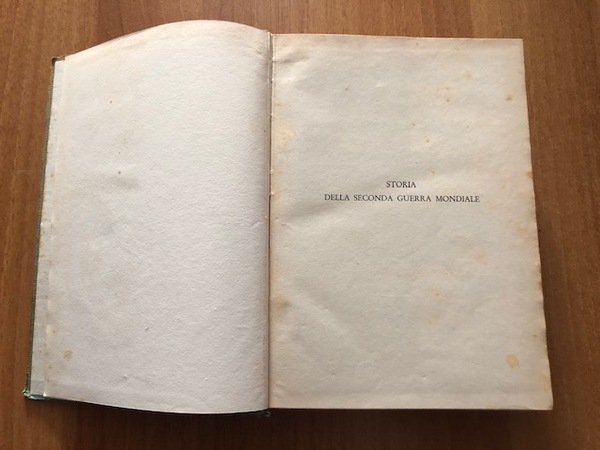 STORIA
DELLA SECONDA GUERRA MONDIALE